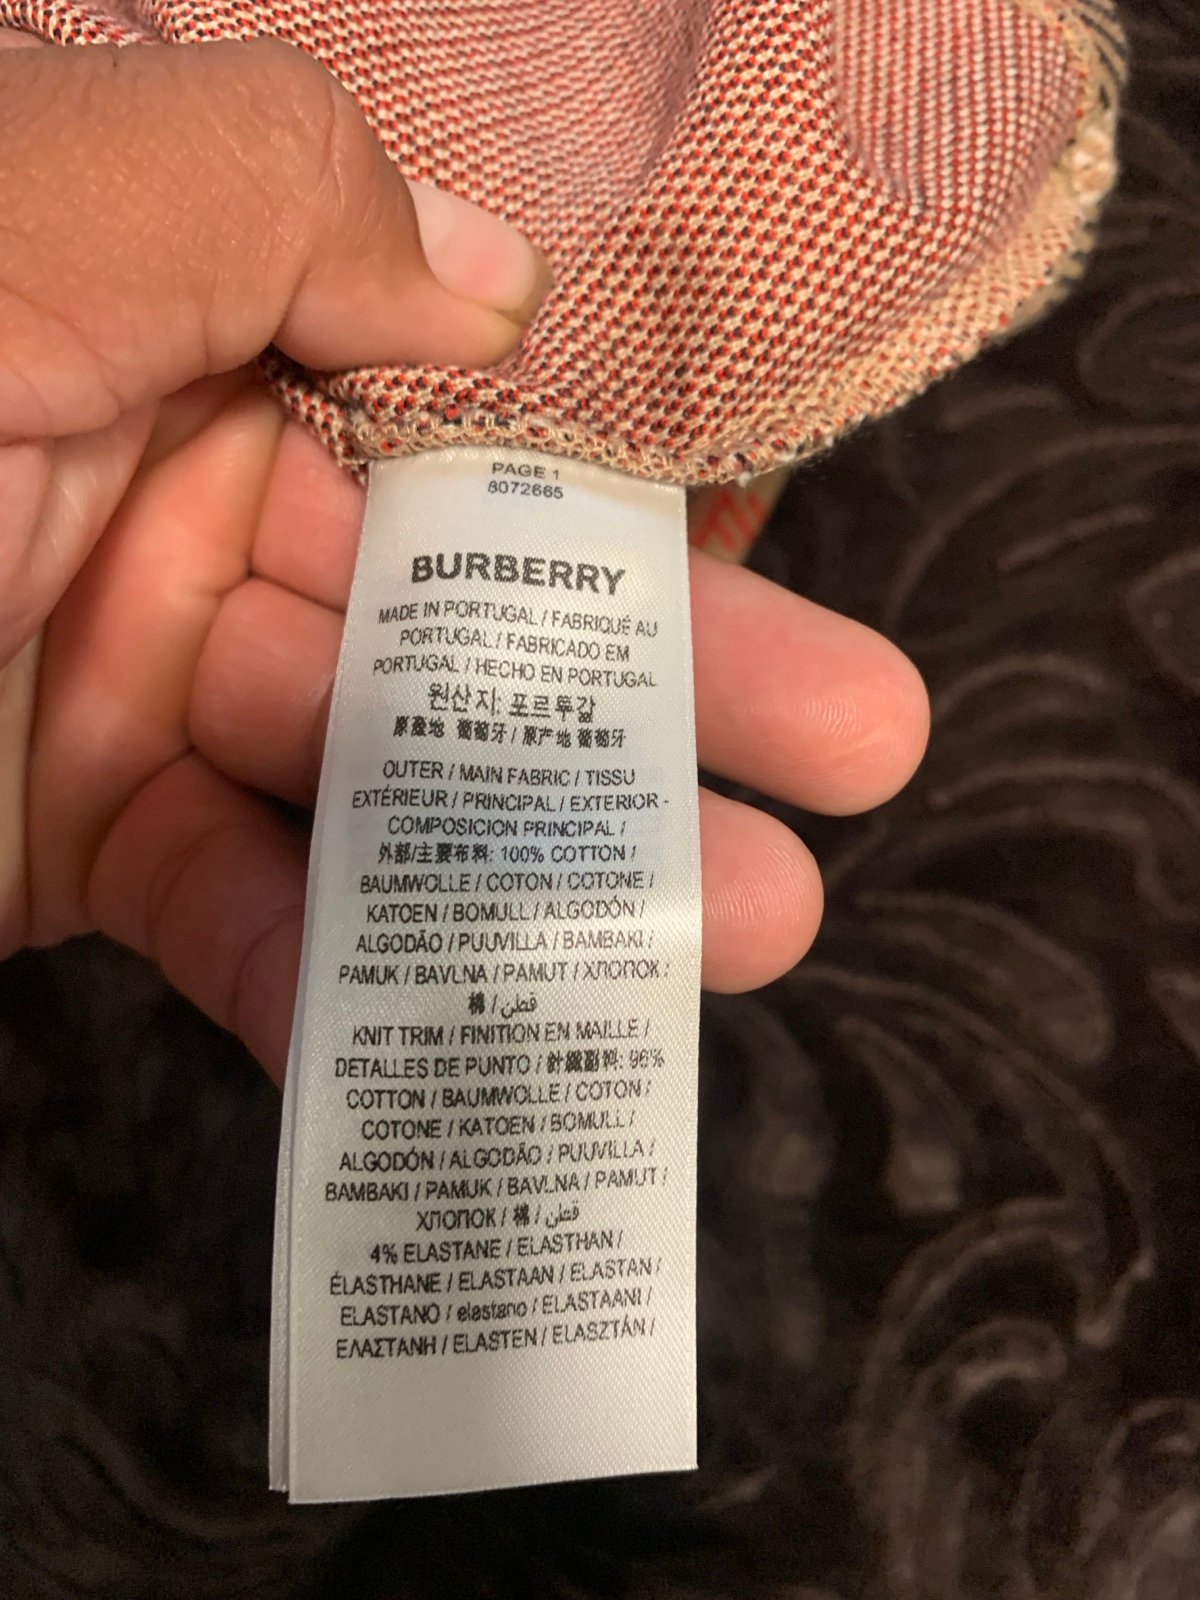 PAGE 1
8072665
BURBERRY
MADE IN PORTUGAL / FABRIQUÉ AU
PORTUGAL / FABRICADO EM
PORTUGAL / HECHO EN PORTUGAL
원산지: 포르투갈
原產地 葡萄牙 / 原产地 葡萄牙
OUTER / MAIN FABRIC / TISSU
EXTÉRIEUR / PRINCIPAL / EXTERIOR -
COMPOSICION PRINCIPAL /
外部/主要布料: 100% COTTON /
BAUMWOLLE / COTON / COTONE /
KATOEN / BOMULL / ALGODÓN /
ALGODÃO / PUUVILLA / BAMBAKI /
PAMUK / BAVLNA / PAMUT / ХЛОПОК /
棉 / قطن
KNIT TRIM / FINITION EN MAILLE /
DETALLES DE PUNTO / 針織副料: 96%
COTTON / BAUMWOLLE / COTON /
COTONE / KATOEN / BOMULL /
ALGODÓN / ALGODÃO / PUUVILLA /
BAMBAKI / PAMUK / BAVLNA / PAMUT /
ХЛОПОК / 棉 / قطن
4% ELASTANE / ELASTHAN /
ÉLASTHANE / ELASTAAN / ELASTAN /
ELASTANO / elastano / ELASTAANI /
ΕΛΑΣΤΑΝΗ / ELASTEN / ELASZTÁN /